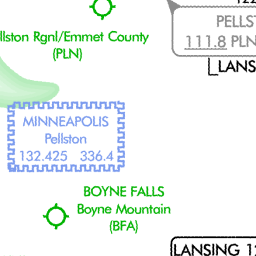 PELLST
111.8 PLN
LANS
llston Rgnl/Emmet County
(PLN)
MINNEAPOLIS
Pellston
132.425 336.4
BOYNE FALLS
Boyne Mountain
(BFA)
LANSING 12